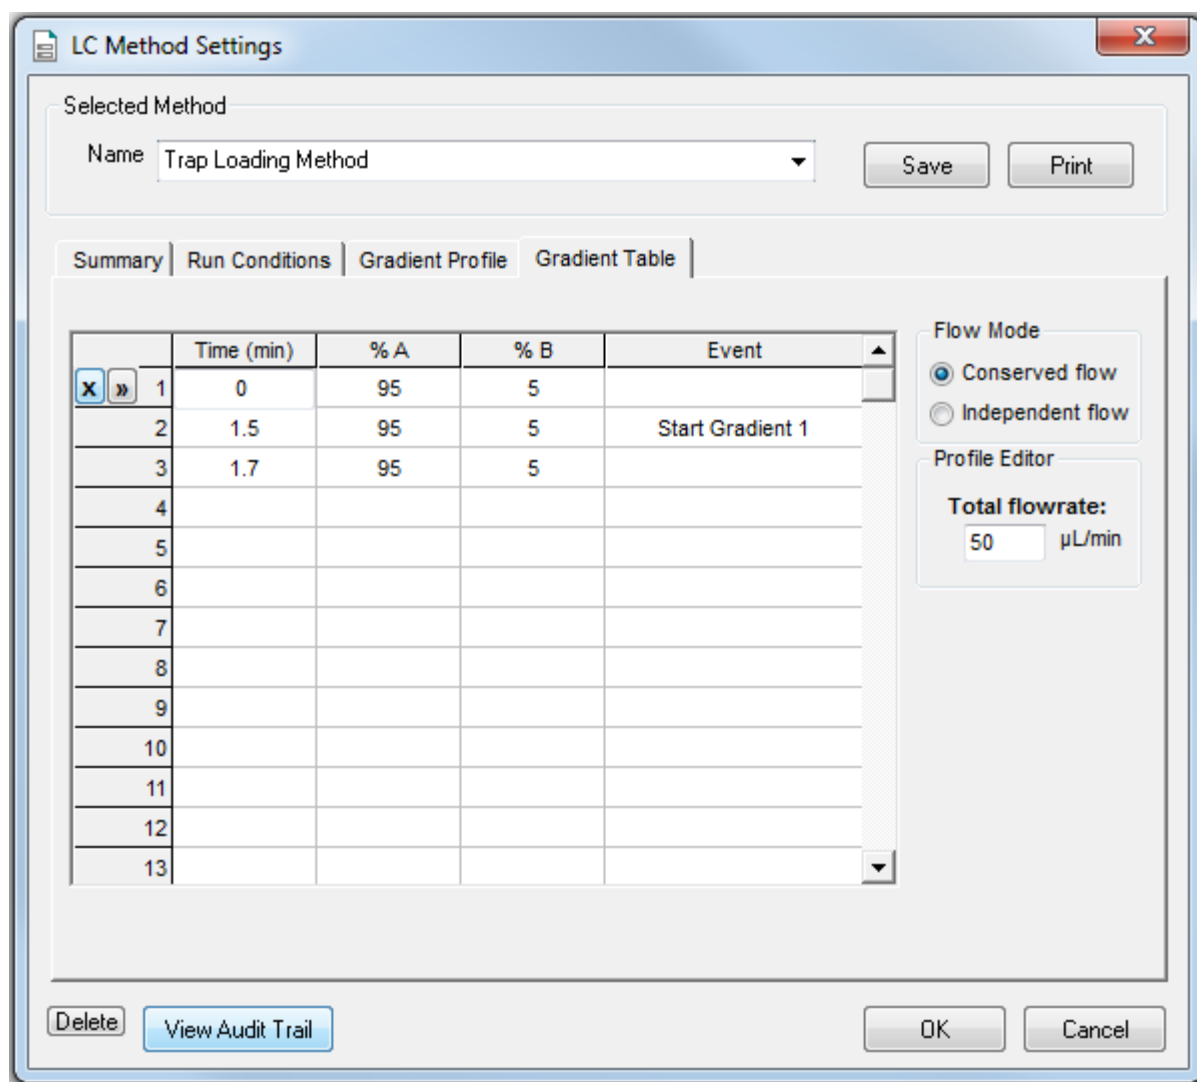 LC Method Settings
x
Selected Method
Name Trap Loading Method Save Print
Summary Run Conditions Gradient Profile Gradient Table
Time (min) % A % B Event
x » 1 0 95 5
2 1.5 95 5 Start Gradient 1
3 1.7 95 5
4
5
6
7
8
9
10
11
12
13
Flow Mode
Conserved flow
Independent flow
Profile Editor
Total flowrate:
50 µL/min
Delete View Audit Trail OK Cancel